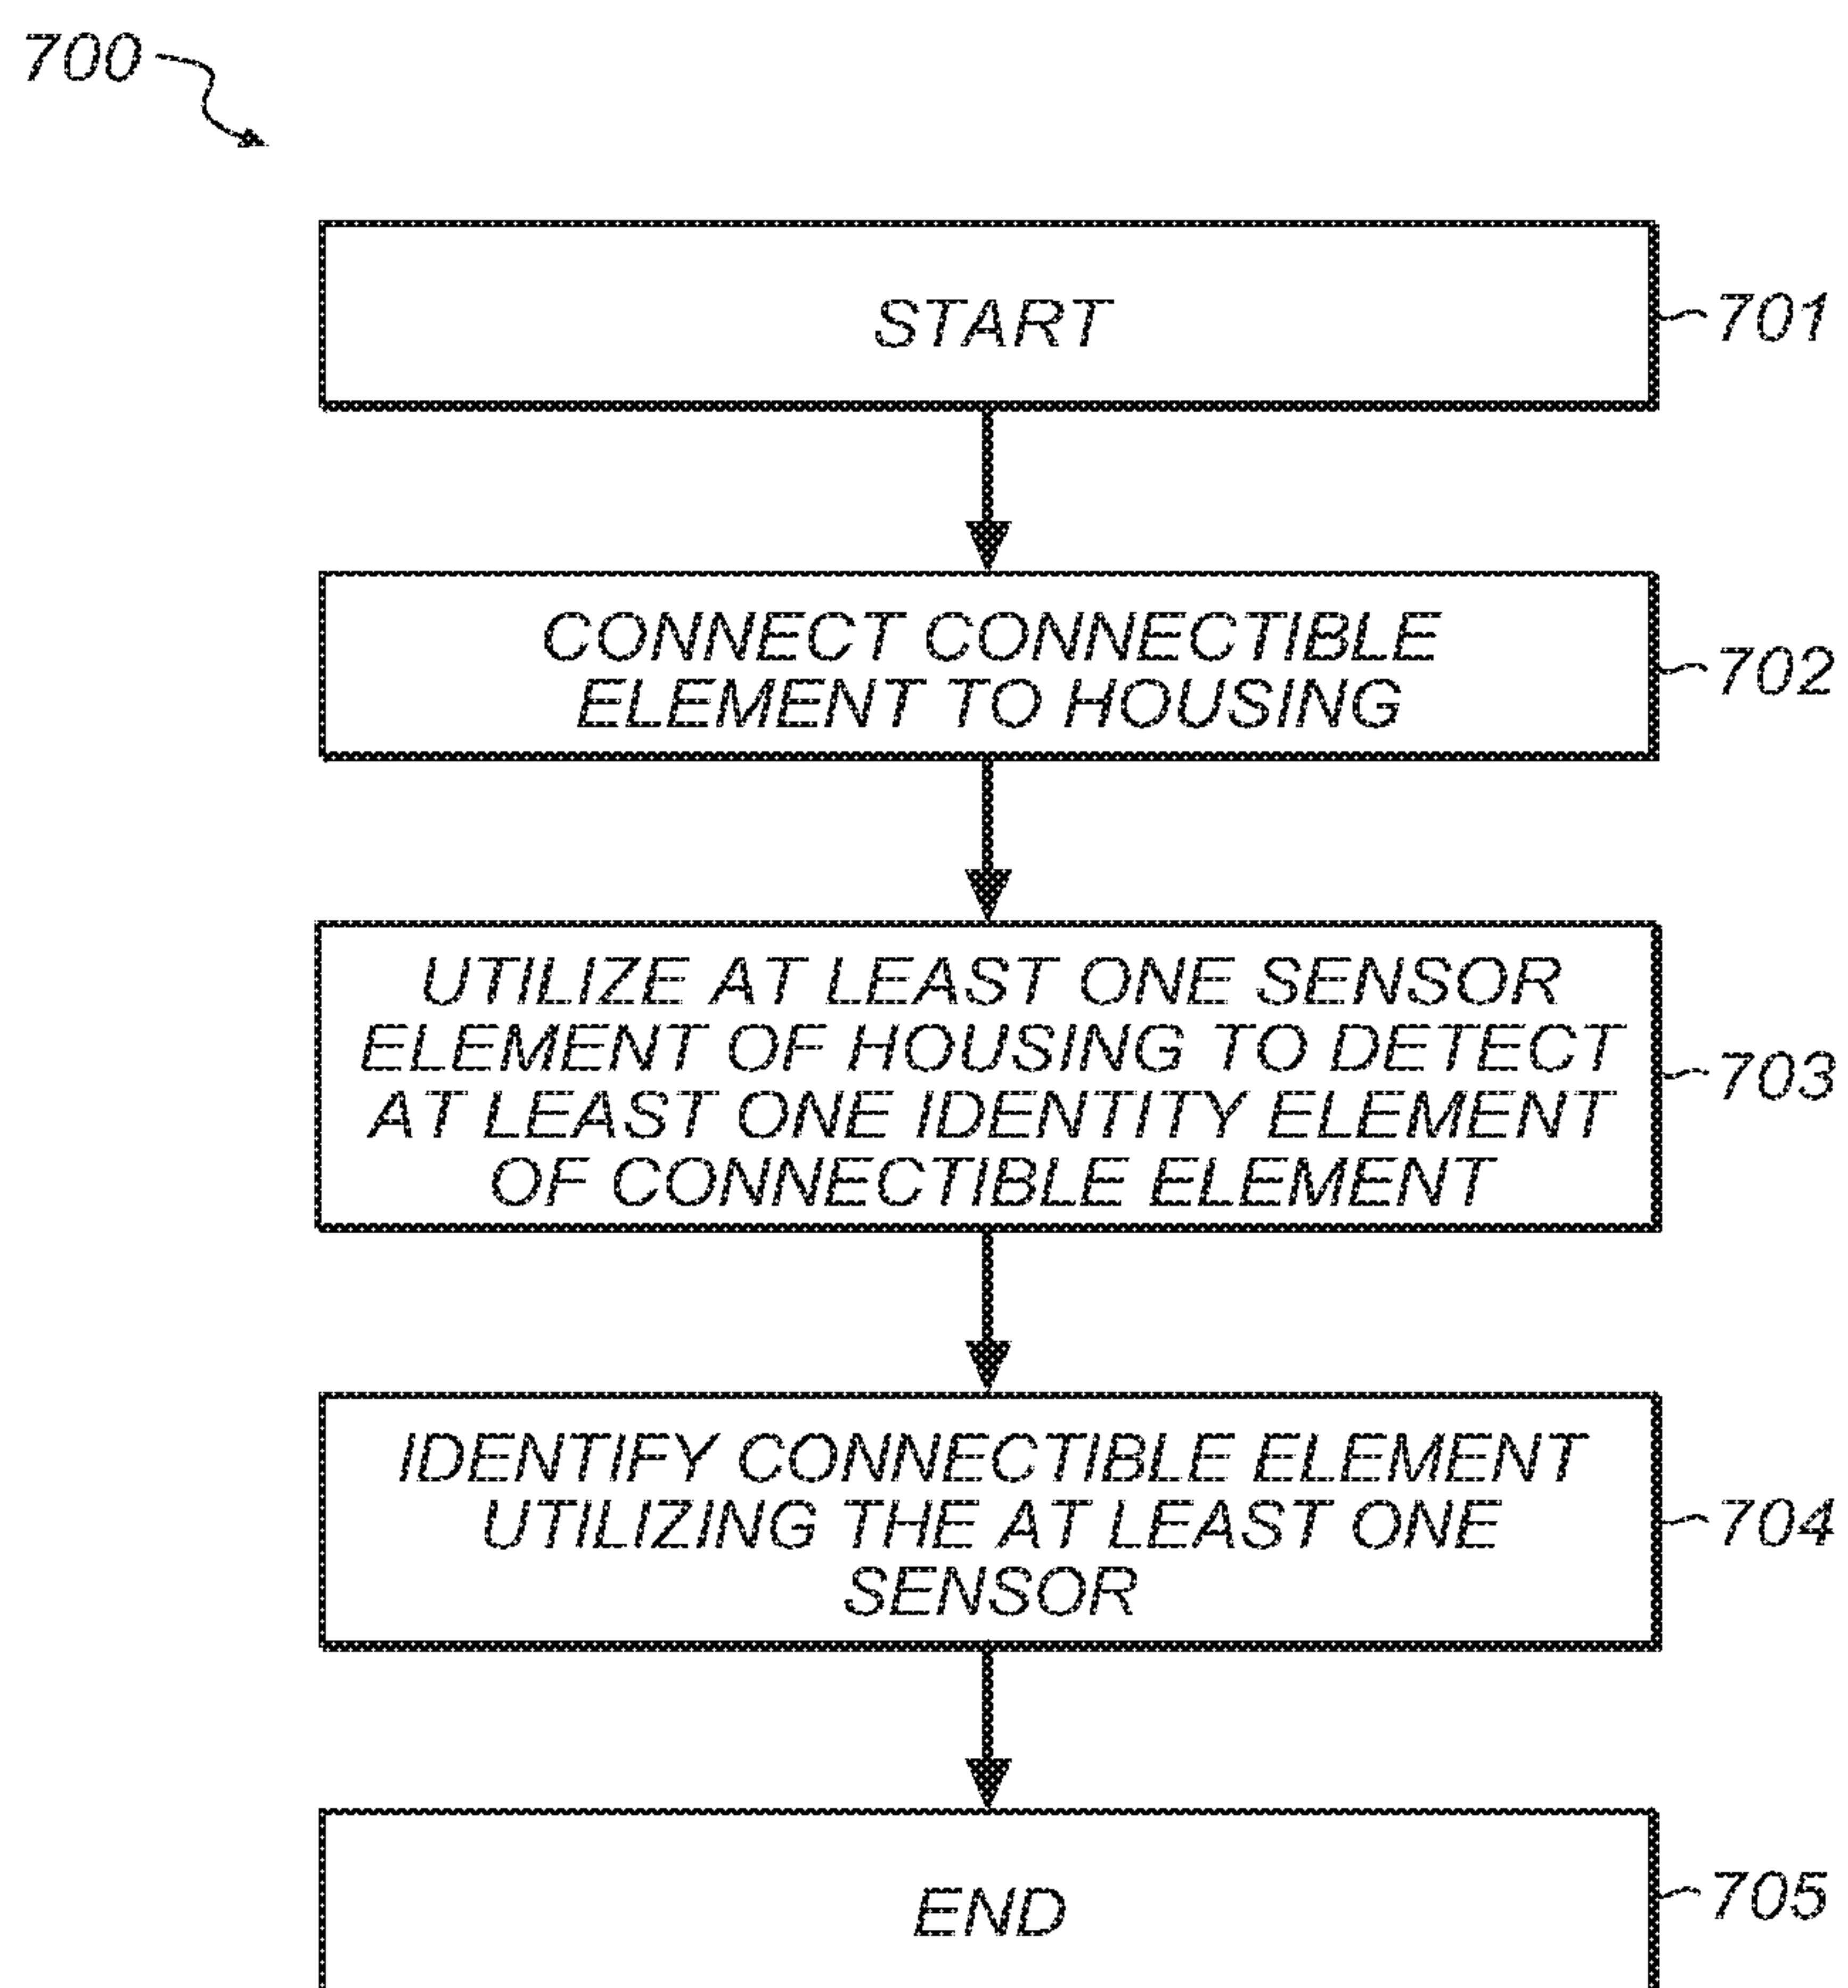 700
START
701
CONNECT CONNECTIBLE
ELEMENT TO HOUSING
702
UTILIZE AT LEAST ONE SENSOR
ELEMENT OF HOUSING TO DETECT
AT LEAST ONE IDENTITY ELEMENT
OF CONNECTIBLE ELEMENT
703
IDENTIFY CONNECTIBLE ELEMENT
UTILIZING THE AT LEAST ONE
SENSOR
704
END
705